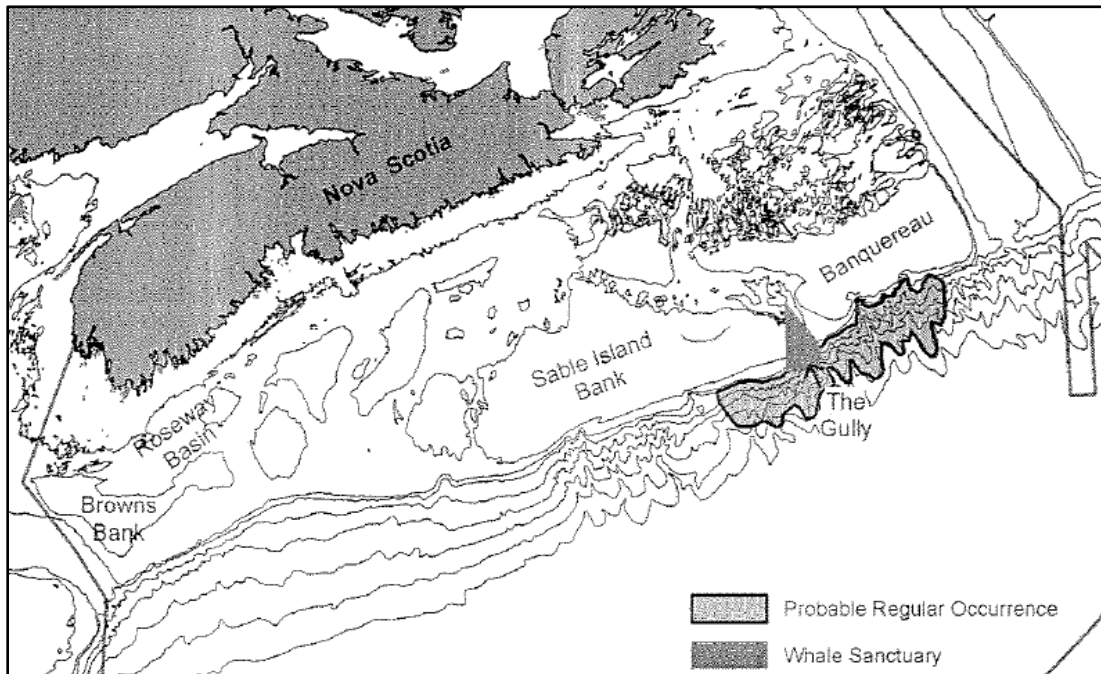 Nova Scotia
Banquereau
Sable Island
Bank
The
Gully
Roseway
Basin
Browns
Bank
Probable Regular Occurrence
Whale Sanctuary